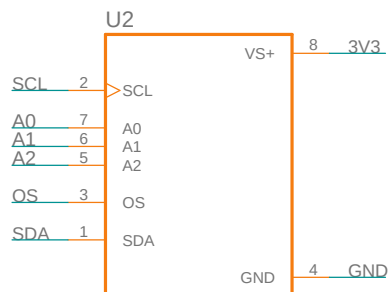 U2
VS+ 8 3V3
SCL 2 SCL
A0 7 A0
A1 6 A1
A2 5 A2
OS 3 OS
SDA 1 SDA
GND 4 GND